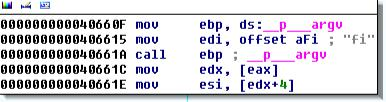 000000000040660F mov ebp, ds:__p___argv
0000000000406615 mov edi, offset aFi ; "fi"
000000000040661A call ebp ; __p___argv
000000000040661C mov edx, [eax]
000000000040661E mov esi, [edx+4]